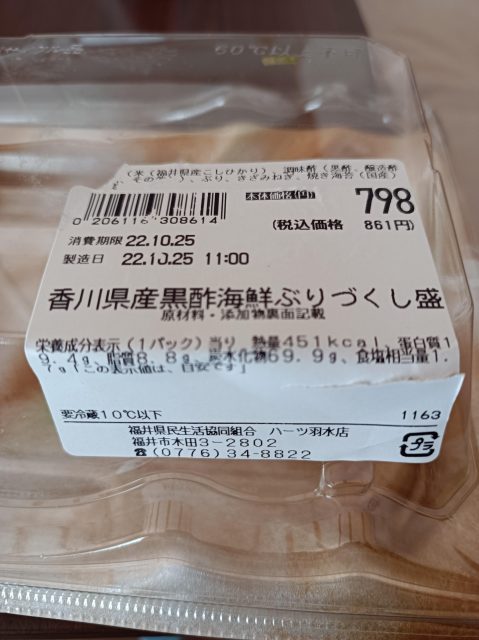 (米(福井県産こしひかり)、調味酢(黒酢、醸造酢
、その他)、ぶり、きざみねぎ、焼き海苔(国産)
本体価格(円) 798
0 206116 308614
(税込価格 861円)
消費期限 22.10.25
製造日 22.10.25 11:00
香川県産黒酢海鮮ぶりづくし盛
原材料・添加物裏面記載
栄養成分表示(1パック)当り 熱量451kcal、蛋白質1
9.4g、脂質8.8g、炭水化物69.9g、食塩相当量1.
7g「この表示値は、目安です」
要冷蔵10℃以下
1163
福井県民生活協同組合 ハーツ羽水店
福井市木田3-2802
☎(0776)34-8822
プラ